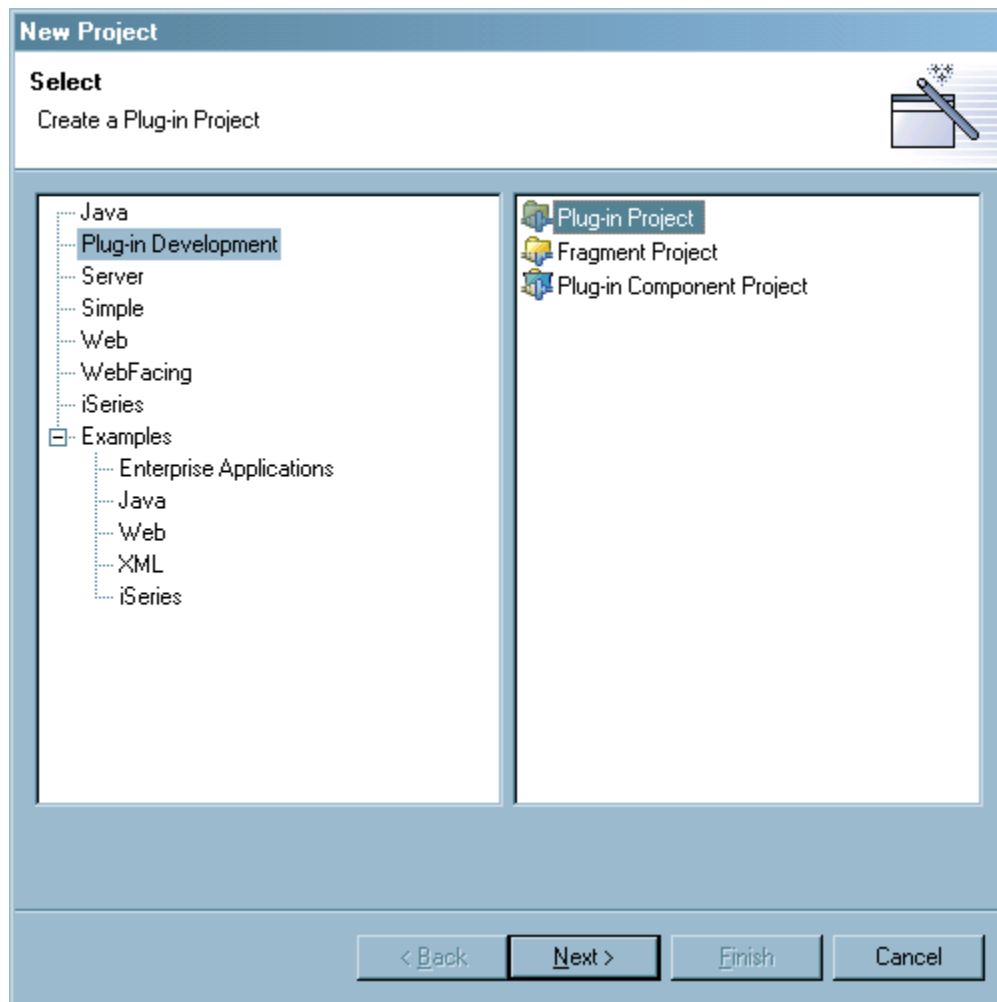 New Project
Select
Create a Plug-in Project
Java
Plug-in Development
Server
Simple
Web
WebFacing
iSeries
Examples
Enterprise Applications
Java
Web
XML
iSeries
Plug-in Project
Fragment Project
Plug-in Component Project
< Back
Next >
Finish
Cancel